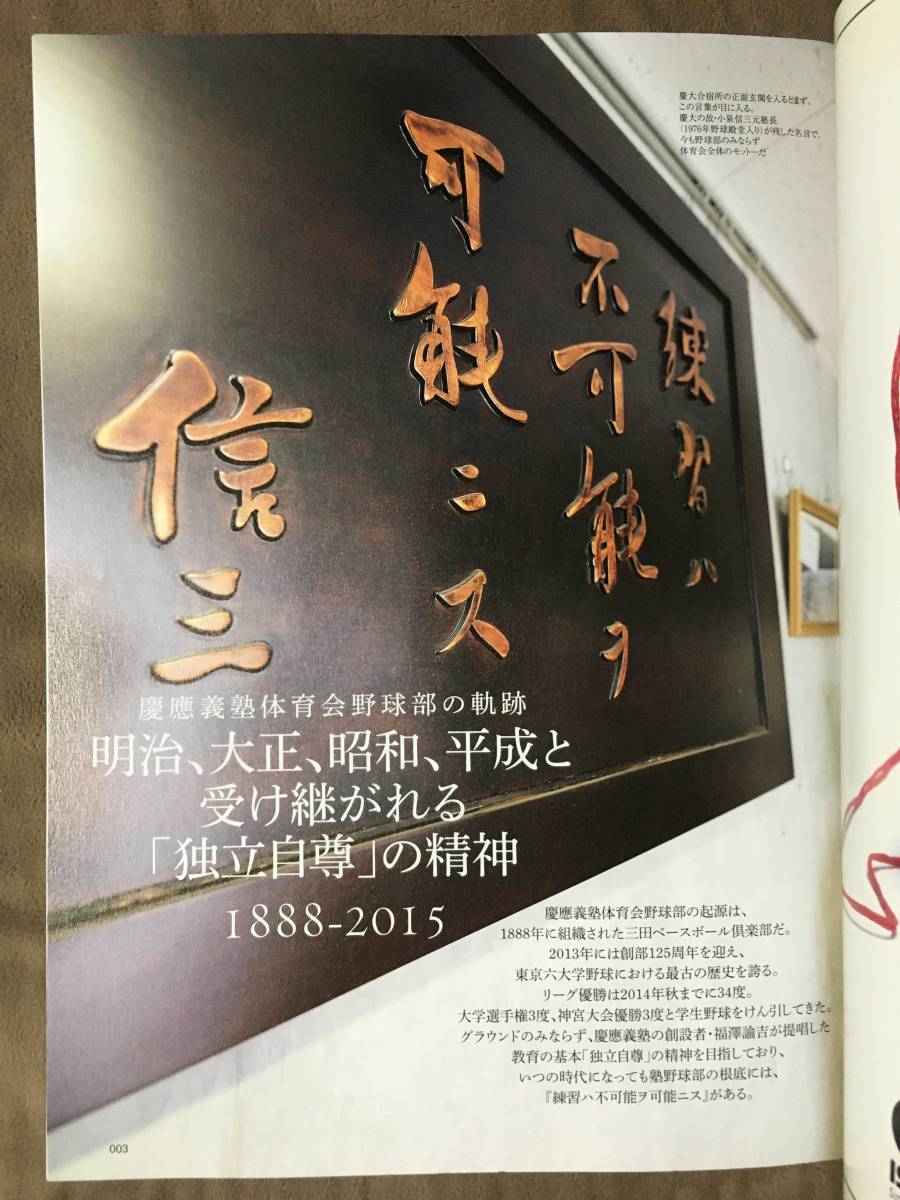 慶大合宿所の正面玄関を入るとまず、
この言葉が目に入る。
慶大の故・小泉信三元塾長
（1976年野球殿堂入り）が残した名言で、
今も野球部のみならず
体育会全体のモットーだ
練習ハ
不可能ヲ
可能ニス
信三
慶應義塾体育会野球部の軌跡
明治、大正、昭和、平成と
受け継がれる
「独立自尊」の精神
1888-2015
慶應義塾体育会野球部の起源は、
1888年に組織された三田ベースボール倶楽部だ。
2013年には創部125周年を迎え、
東京六大学野球における最古の歴史を誇る。
リーグ優勝は2014年秋までに34度。
大学選手権3度、神宮大会優勝3度と学生野球をけん引してきた。
グラウンドのみならず、慶應義塾の創設者・福澤諭吉が提唱した
教育の基本「独立自尊」の精神を目指しており、
いつの時代になっても塾野球部の根底には、
『練習ハ不可能ヲ可能ニス』がある。
003